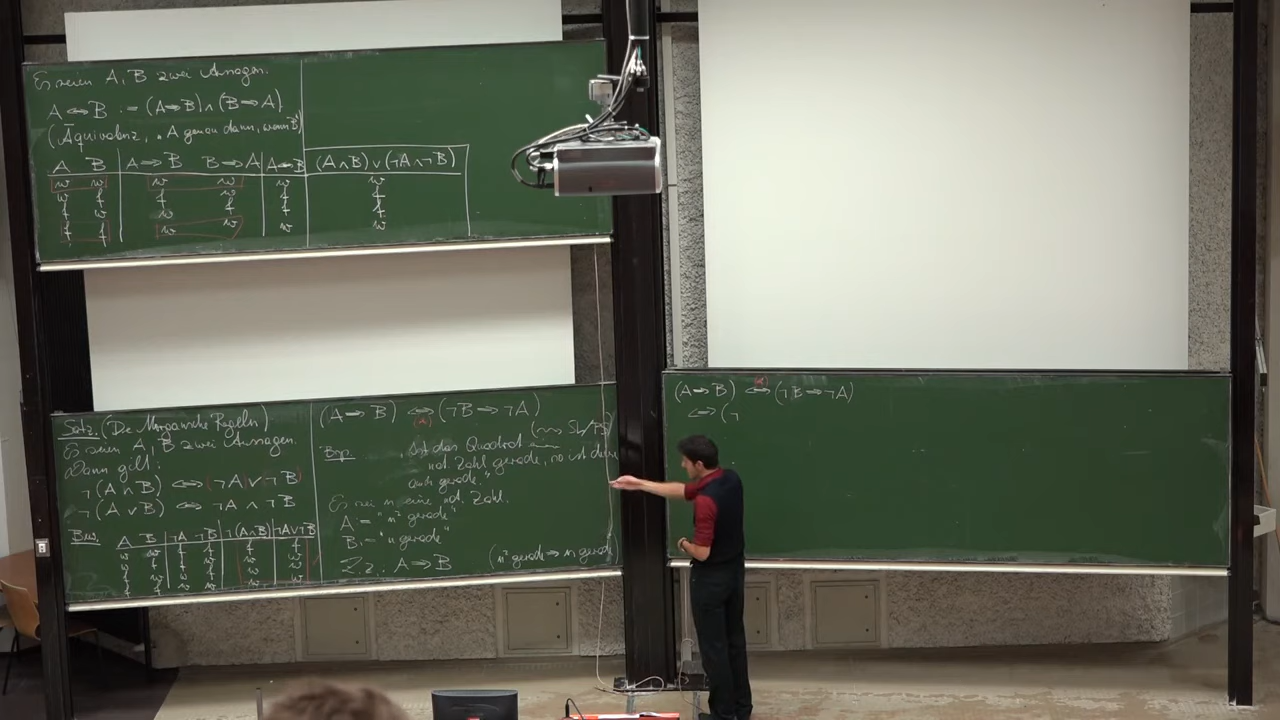 Es seien A, B zwei Aussagen.
A ⇔ B := (A ⇒ B) ∧ (B ⇒ A)
(Äquivalenz, "A genau dann, wenn B")
A B A ⇒ B B ⇒ A A ⇔ B (A ∧ B) ∨ (¬A ∧ ¬B)
w w w w w w
w f f w f f
f w w f f f
f f w w w w
Satz. (De Morgansche Regeln)
Es seien A, B zwei Aussagen.
Dann gilt:
¬(A ∧ B) ⇔ (¬A ∨ ¬B)
¬(A ∨ B) ⇔ ¬A ∧ ¬B
Bew. A B ¬A ¬B ¬(A∧B) ¬A∨¬B
w w f f f f
w f f w w w
f w w f w w
f f w w w w
(A ⇒ B) ⇔ (¬B ⇒ ¬A)
Bsp. "Ist das Quadrat eine
nat. Zahl gerade, so ist diese
auch gerade."
Es sei n eine nat. Zahl.
A := "n² gerade"
B := "n gerade"
Z.z. A ⇒ B (n² gerade ⇒ n gerade)
(A ⇒ B) ⇔ (¬B ⇒ ¬A)
⇔ (¬